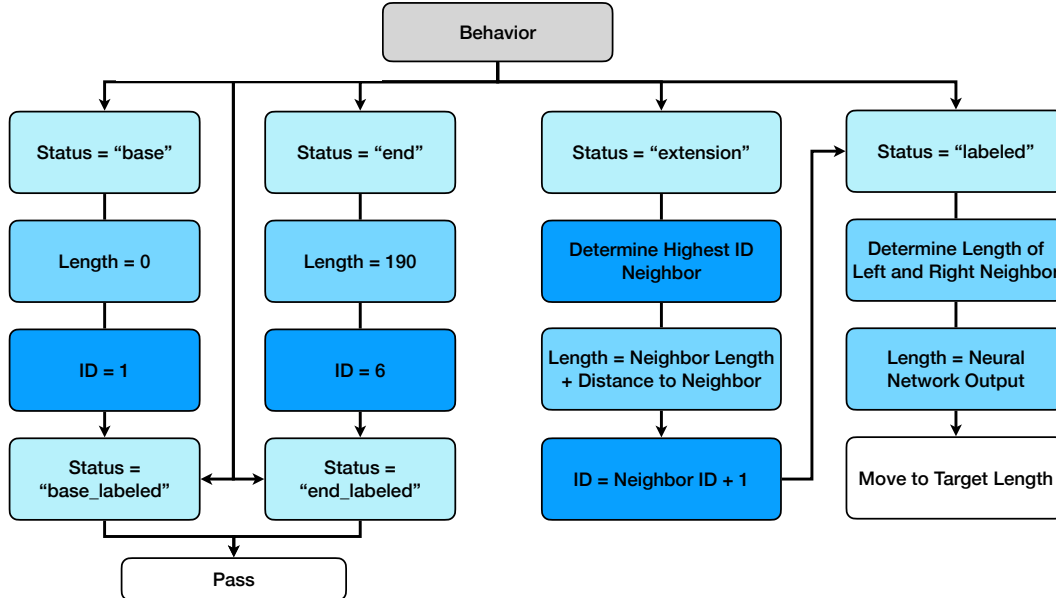 Behavior
Status = “base”
Length = 0
ID = 1
Status =
“base_labeled”
Status = “end”
Length = 190
ID = 6
Status =
“end_labeled”
Pass
Status = “extension”
Determine Highest ID
Neighbor
Length = Neighbor Length
+ Distance to Neighbor
ID = Neighbor ID + 1
Status = “labeled”
Determine Length of
Left and Right Neighbor
Length = Neural
Network Output
Move to Target Length